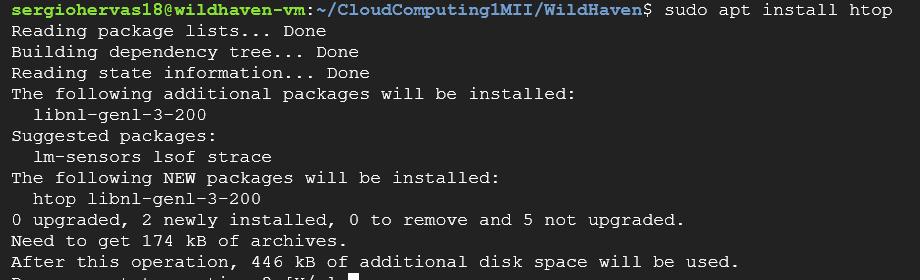 sergiohervas18@wildhaven-vm:~/CloudComputing1MII/WildHaven$ sudo apt install htop
Reading package lists... Done
Building dependency tree... Done
Reading state information... Done
The following additional packages will be installed:
  libnl-genl-3-200
Suggested packages:
  lm-sensors lsof strace
The following NEW packages will be installed:
  htop libnl-genl-3-200
0 upgraded, 2 newly installed, 0 to remove and 5 not upgraded.
Need to get 174 kB of archives.
After this operation, 446 kB of additional disk space will be used.